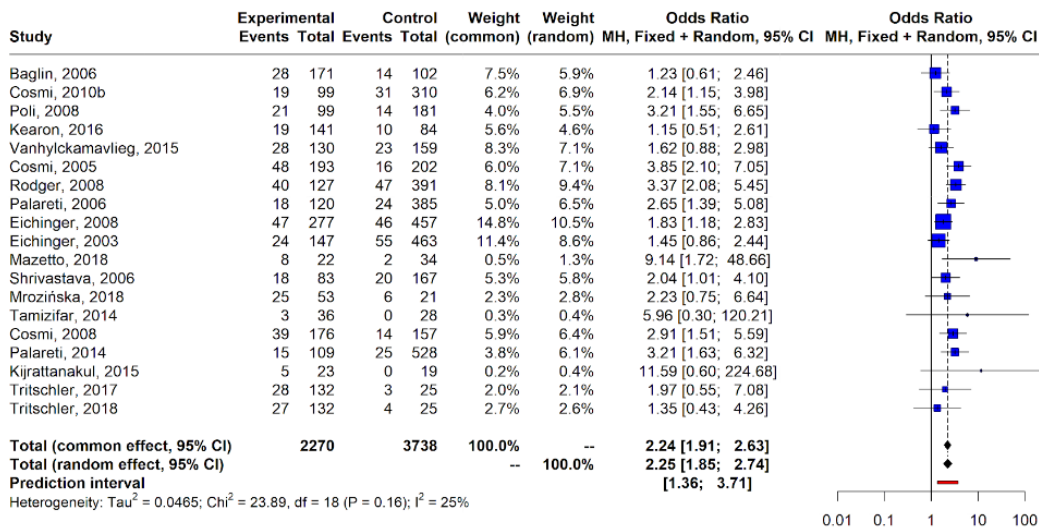 Experimental Control Weight Weight Odds Ratio Odds Ratio
Study Events Total Events Total (common) (random) MH, Fixed + Random, 95% CI MH, Fixed + Random, 95% CI
Baglin, 2006 28 171 14 102 7.5% 5.9% 1.23 [0.61; 2.46]
Cosmi, 2010b 19 99 31 310 6.2% 6.9% 2.14 [1.15; 3.98]
Poli, 2008 21 99 14 181 4.0% 5.5% 3.21 [1.55; 6.65]
Kearon, 2016 19 141 10 84 5.6% 4.6% 1.15 [0.51; 2.61]
Vanhylckamavlieg, 2015 28 130 23 159 8.3% 7.1% 1.62 [0.88; 2.98]
Cosmi, 2005 48 193 16 202 6.0% 7.1% 3.85 [2.10; 7.05]
Rodger, 2008 40 127 47 391 8.1% 9.4% 3.37 [2.08; 5.45]
Palareti, 2006 18 120 24 385 5.0% 6.5% 2.65 [1.39; 5.08]
Eichinger, 2008 47 277 46 457 14.8% 10.5% 1.83 [1.18; 2.83]
Eichinger, 2003 24 147 55 463 11.4% 8.6% 1.45 [0.86; 2.44]
Mazetto, 2018 8 22 2 34 0.5% 1.3% 9.14 [1.72; 48.66]
Shrivastava, 2006 18 83 20 167 5.3% 5.8% 2.04 [1.01; 4.10]
Mrozińska, 2018 25 53 6 21 2.3% 2.8% 2.23 [0.75; 6.64]
Tamizifar, 2014 3 36 0 28 0.3% 0.4% 5.96 [0.30; 120.21]
Cosmi, 2008 39 176 14 157 5.9% 6.4% 2.91 [1.51; 5.59]
Palareti, 2014 15 109 25 528 3.8% 6.1% 3.21 [1.63; 6.32]
Kijrattanakul, 2015 5 23 0 19 0.2% 0.4% 11.59 [0.60; 224.68]
Tritschler, 2017 28 132 3 25 2.0% 2.1% 1.97 [0.55; 7.08]
Tritschler, 2018 27 132 4 25 2.7% 2.6% 1.35 [0.43; 4.26]
Total (common effect, 95% CI) 2270 3738 100.0% -- 2.24 [1.91; 2.63]
Total (random effect, 95% CI) -- 100.0% 2.25 [1.85; 2.74]
Prediction interval [1.36; 3.71]
Heterogeneity: Tau² = 0.0465; Chi² = 23.89, df = 18 (P = 0.16); I² = 25%
0.01 0.1 1 10 100